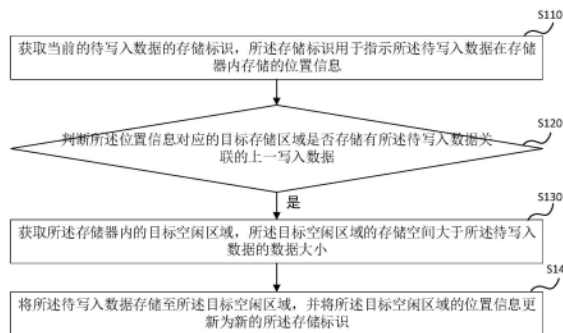 S110
获取当前的待写入数据的存储标识，所述存储标识用于指示所述待写入数据在存储
器内存储的位置信息
S120
判断所述位置信息对应的目标存储区域是否存储有所述待写入数据关
联的上一写入数据
是
S130
获取所述存储器内的目标空闲区域，所述目标空闲区域的存储空间大于所述待写入
数据的数据大小
S14
将所述待写入数据存储至所述目标空闲区域，并将所述目标空闲区域的位置信息更
新为新的所述存储标识